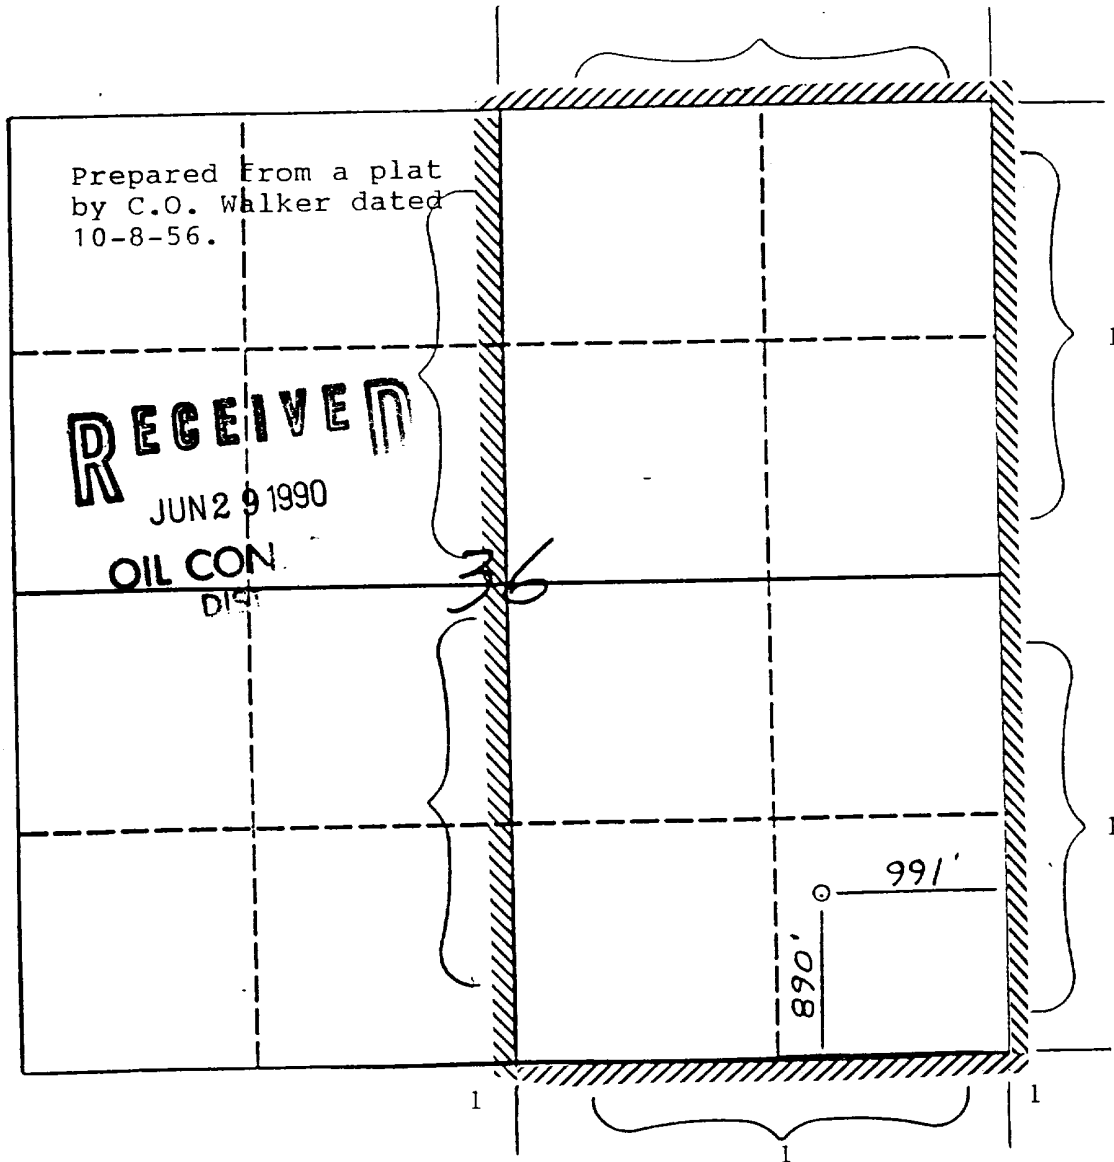 Prepared from a plat
by C.O. Walker dated
10-8-56.
RECEIVED
JUN 29 1990
OIL CON.
36
991'
890'
1
1
1
1
1